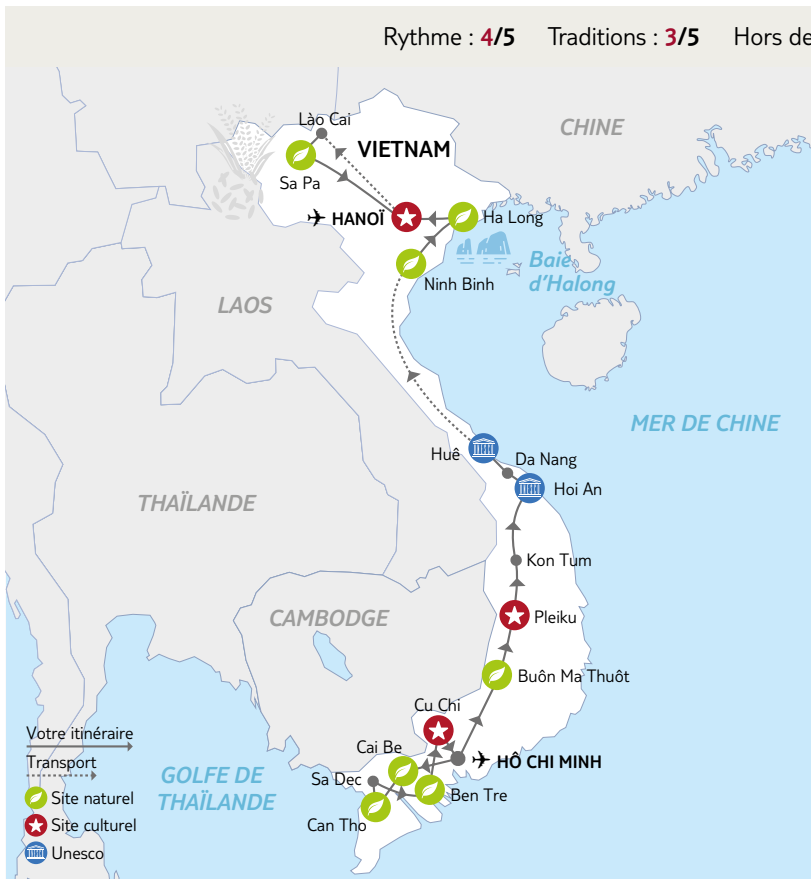 Rythme : 4/5 Traditions : 3/5 Hors de
Lào Cai
CHINE
VIETNAM
Sa Pa
HANOÏ
Ha Long
Baie
d'Halong
Ninh Binh
LAOS
MER DE CHINE
Huê
Da Nang
Hoi An
THAÏLANDE
Kon Tum
CAMBODGE
Pleiku
Buôn Ma Thuôt
Cu Chi
Votre itinéraire
Cai Be
HÔ CHI MINH
Transport
GOLFE DE
THAÏLANDE
Sa Dec
Ben Tre
Site naturel
Can Tho
Site culturel
Unesco